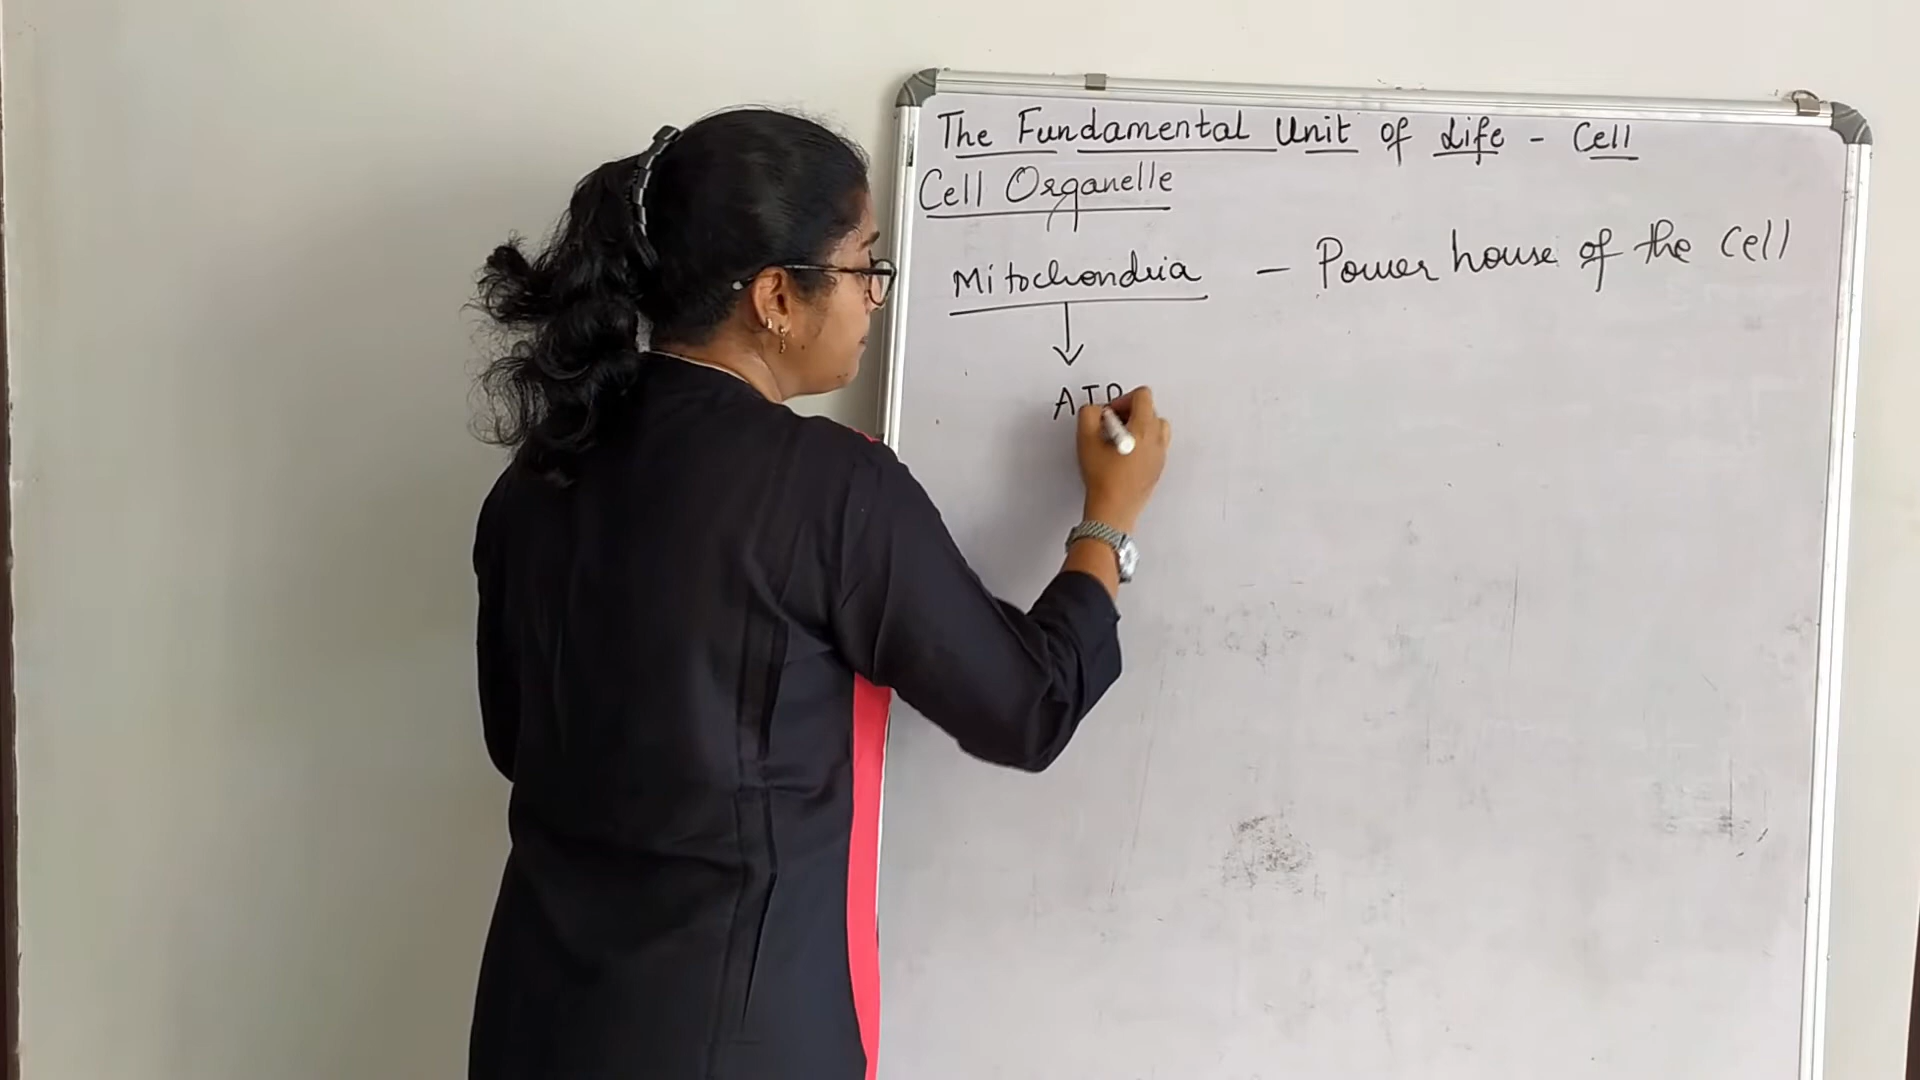 The Fundamental Unit of Life - Cell
Cell Organelle
Mitochondria - Power house of the cell
ATP